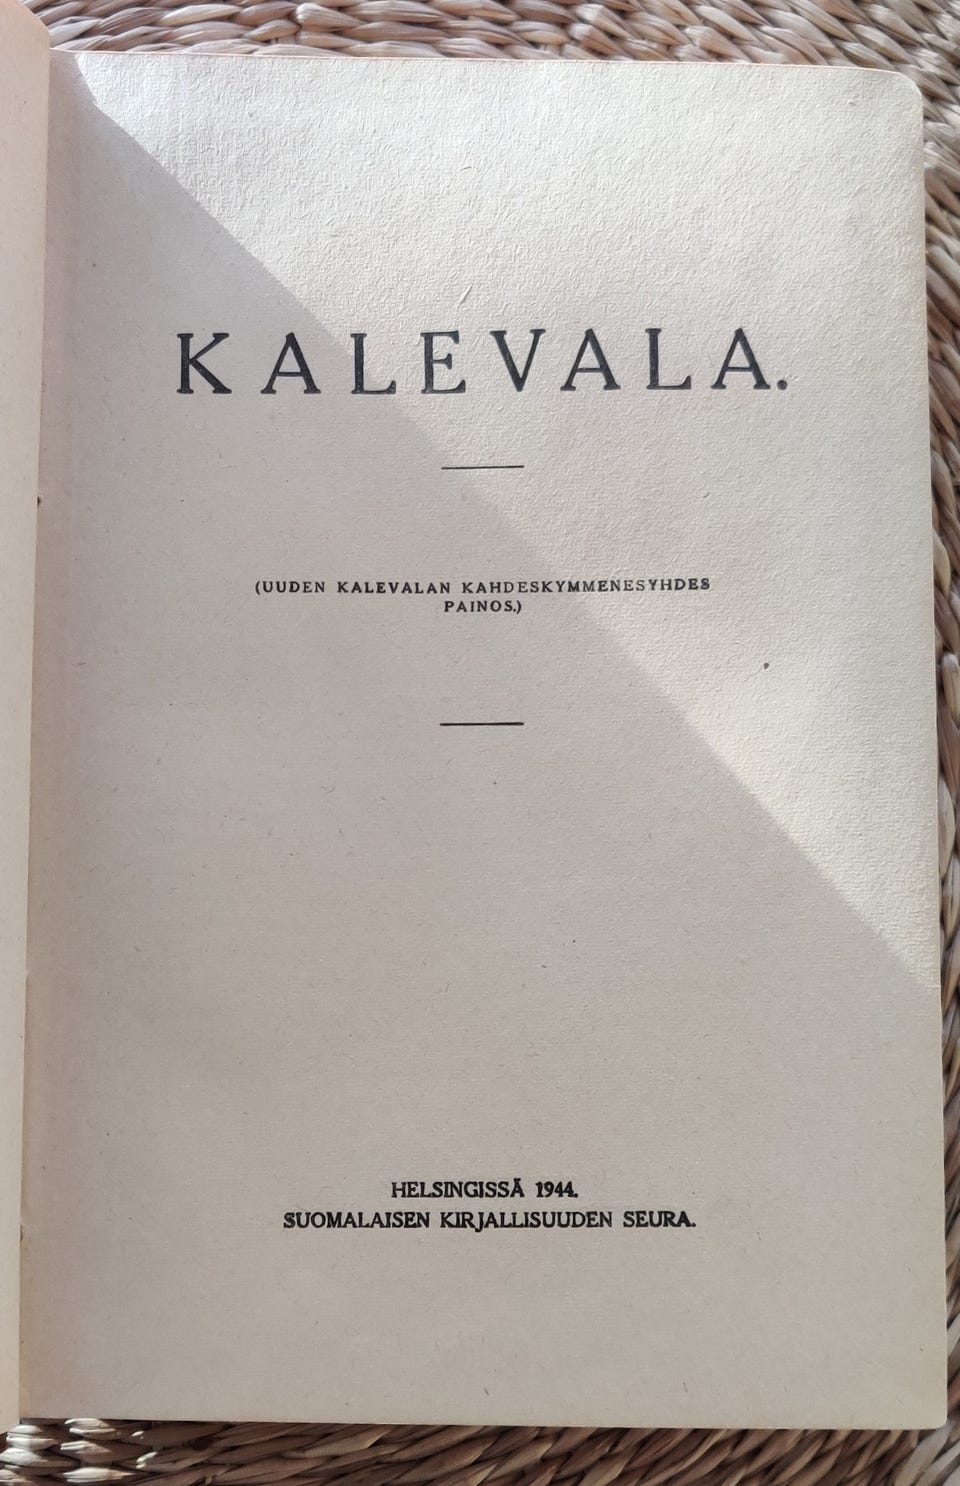 KALEVALA.
(UUDEN KALEVALAN KAHDESKYMMENESYHDES
PAINOS.)
HELSINGISSÄ 1944.
SUOMALAISEN KIRJALLISUUDEN SEURA.